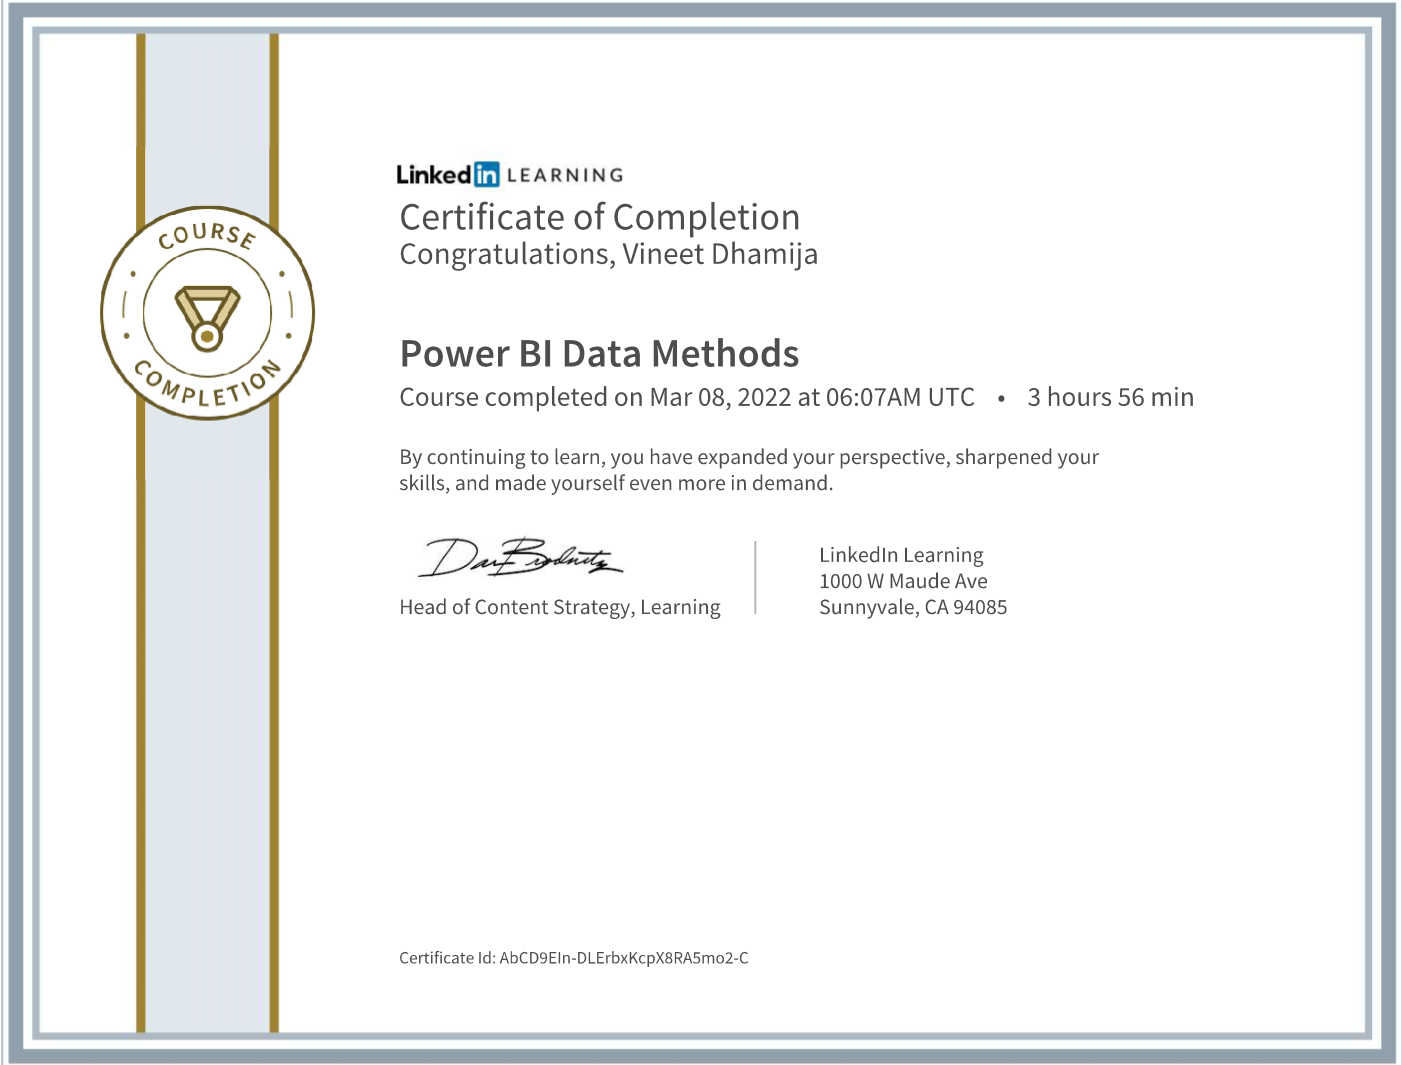 COURSE
COMPLETION
Linkedin LEARNING
Certificate of Completion
Congratulations, Vineet Dhamija
Power BI Data Methods
Course completed on Mar 08, 2022 at 06:07AM UTC • 3 hours 56 min
By continuing to learn, you have expanded your perspective, sharpened your
skills, and made yourself even more in demand.
Dan Brodnitz
Head of Content Strategy, Learning
LinkedIn Learning
1000 W Maude Ave
Sunnyvale, CA 94085
Certificate Id: AbCD9EIn-DLErbxKcpX8RA5mo2-C